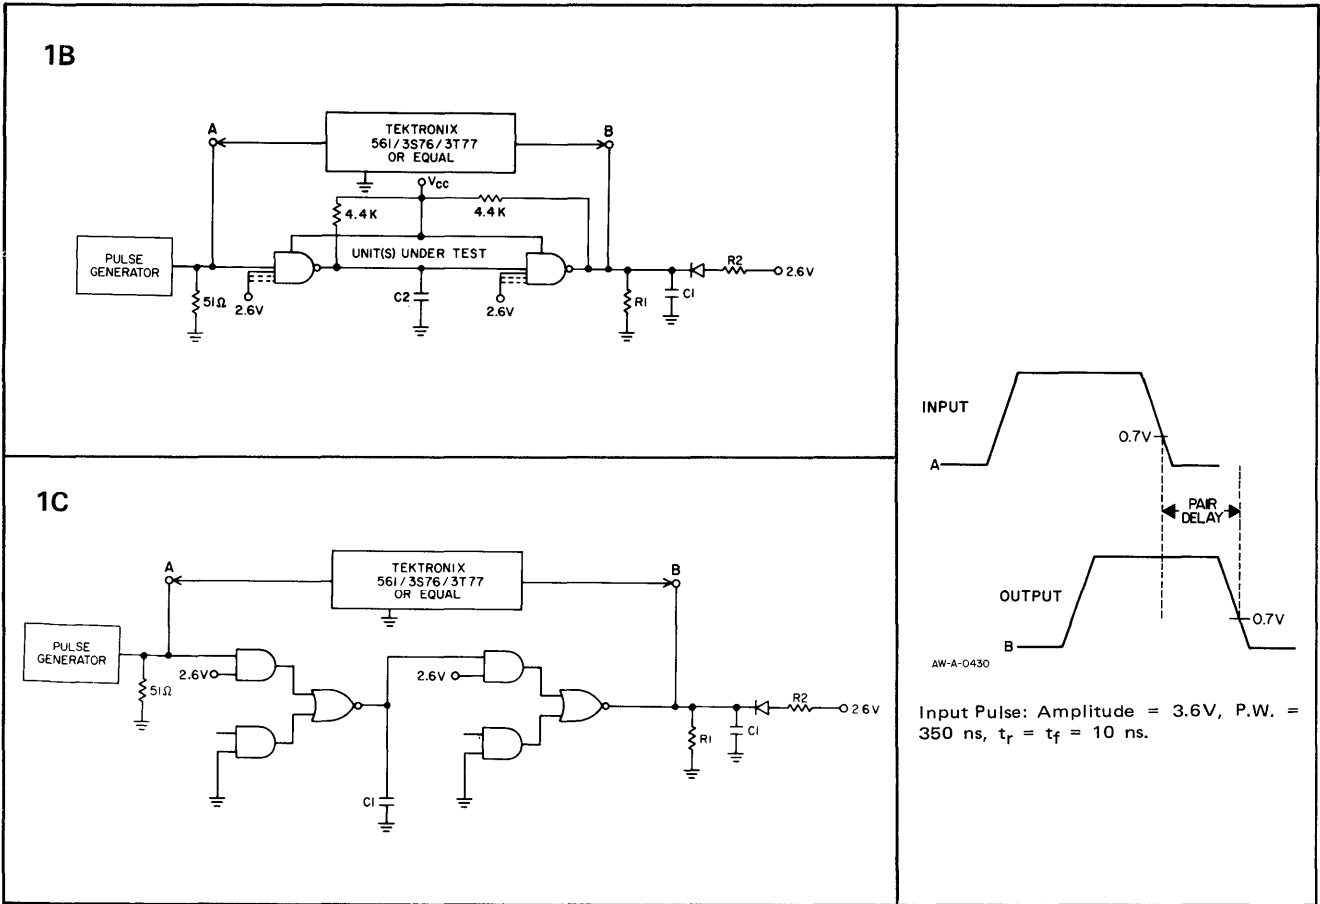 1B
A
TEKTRONIX
561/3S76/3T77
OR EQUAL
B
VCC
4.4K
4.4K
PULSE
GENERATOR
UNIT(S) UNDER TEST
51Ω
2.6V
C2
2.6V
R1
C1
R2
2.6V
1C
A
TEKTRONIX
561/3S76/3T77
OR EQUAL
B
PULSE
GENERATOR
51Ω
2.6V
2.6V
C1
R1
C1
R2
2.6V
INPUT
0.7V
A
PAIR
DELAY
OUTPUT
0.7V
B
AW-A-0430
Input Pulse: Amplitude = 3.6V, P.W. =
350 ns, tr = tf = 10 ns.